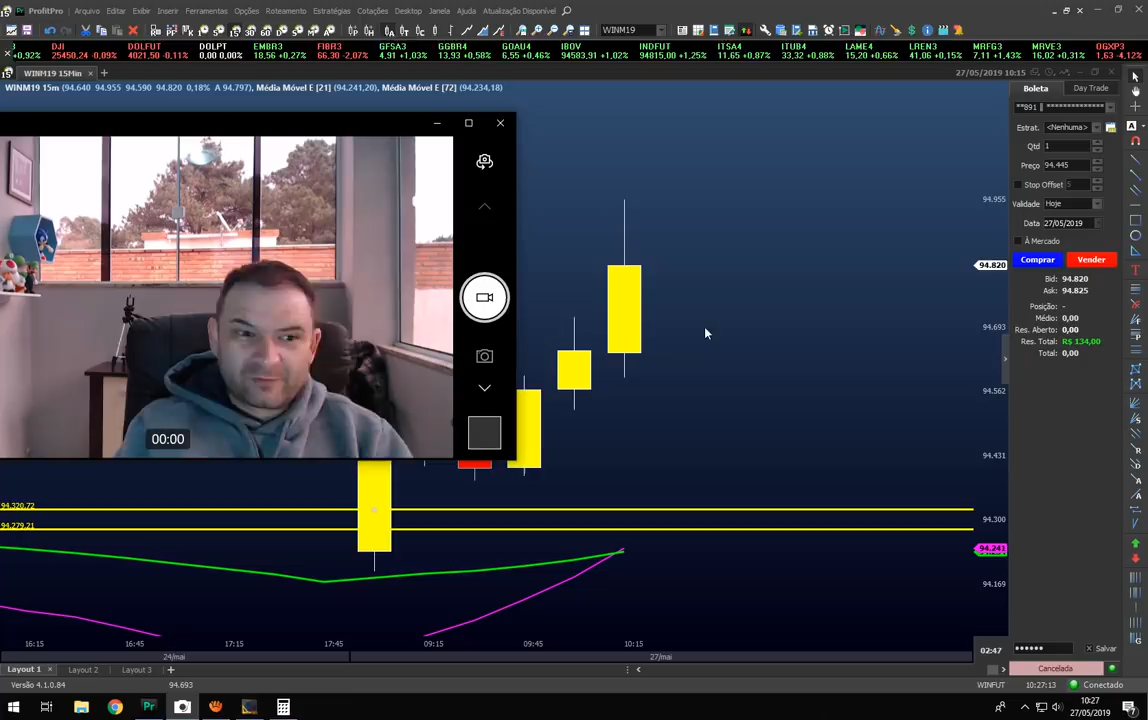 ProfitPro Arquivo Editar Exibir Inserir Ferramentas Opções Roteamento Estratégias Cotações Desktop Janela Ajuda Atualização Disponível
WINM19
+0,92% DJI 25450,24 -0,09% DOLFUT 4021,50 -0,11% DOLPT 0,00 0,00% EMBR3 18,56 +0,27% FIBR3 66,30 -2,07% GFSA3 4,91 +1,03% GGBR4 13,93 +0,58% GOAU4 6,55 +0,46% IBOV 94583,91 +1,02% INDFUT 94815,00 +1,25% ITSA4 11,65 +0,87% ITUB4 33,32 +0,88% LAME4 15,20 +0,66% LREN3 41,06 +0,15% MRFG3 7,11 +1,43% MRVE3 16,02 +0,31% OGXP3 1,63 -4,12%
WINM19 15Min
27/05/2019 10:15
Boleta Day Trade
WINM19 15m (94.640 94.955 94.590 94.820 0,18% A 94.797), Média Móvel E [21] (94.241,20), Média Móvel E [72] (94.234,18)
**891 | **************
Estrat. <Nenhuma>
Qtd 1
Preço 94.445
Stop Offset 5
Validade Hoje
Data 27/05/2019
À Mercado
Comprar Vender
Bid: 94.820
Ask: 94.825
Posição: -
Médio: 0,00
Res. Aberto: 0,00
Res. Total: R$ 134,00
Total: 0,00
94.955
94.820
94.693
94.562
94.431
94.300
94.241
94.169
00:00
94.320,72
94.279,21
16:15 16:45 17:15 17:45 09:15 09:45 10:15
24/mai 27/mai
02:47
•••••• Salvar
Cancelada
Layout 1 Layout 2 Layout 3
Versão 4.1.0.84 94.693 WINFUT 10:27:13 Conectado
10:27
27/05/2019